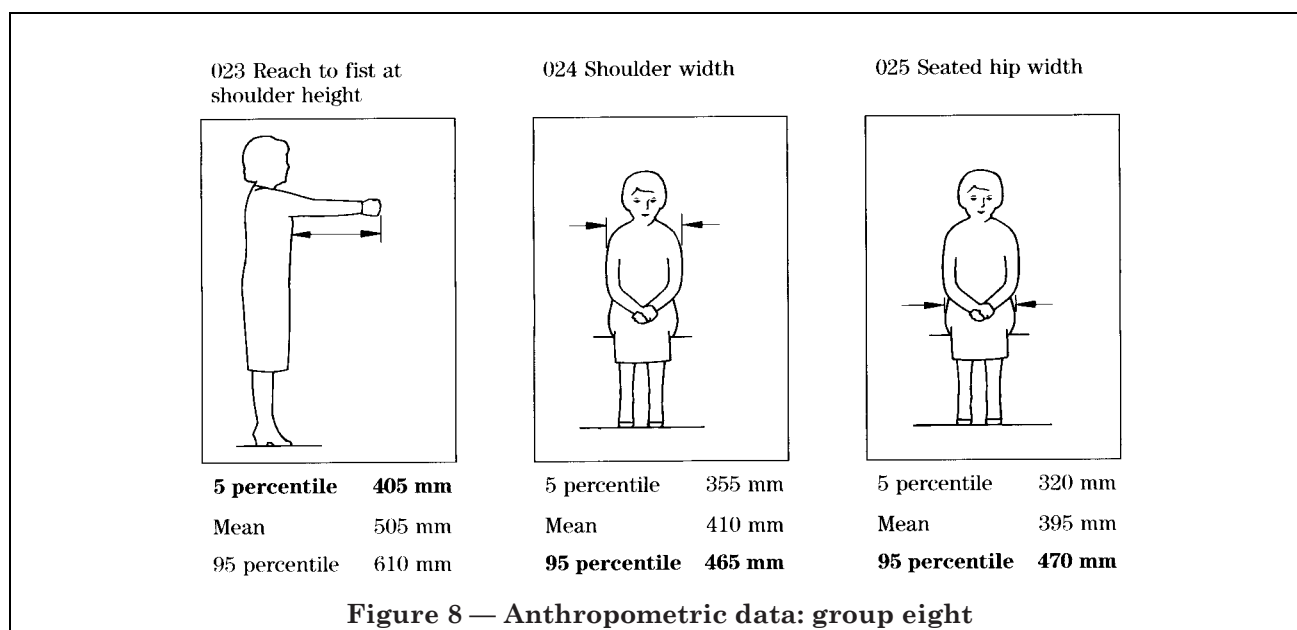 023 Reach to fist at
shoulder height
5 percentile 405 mm
Mean 505 mm
95 percentile 610 mm
024 Shoulder width
5 percentile 355 mm
Mean 410 mm
95 percentile 465 mm
025 Seated hip width
5 percentile 320 mm
Mean 395 mm
95 percentile 470 mm
Figure 8 — Anthropometric data: group eight